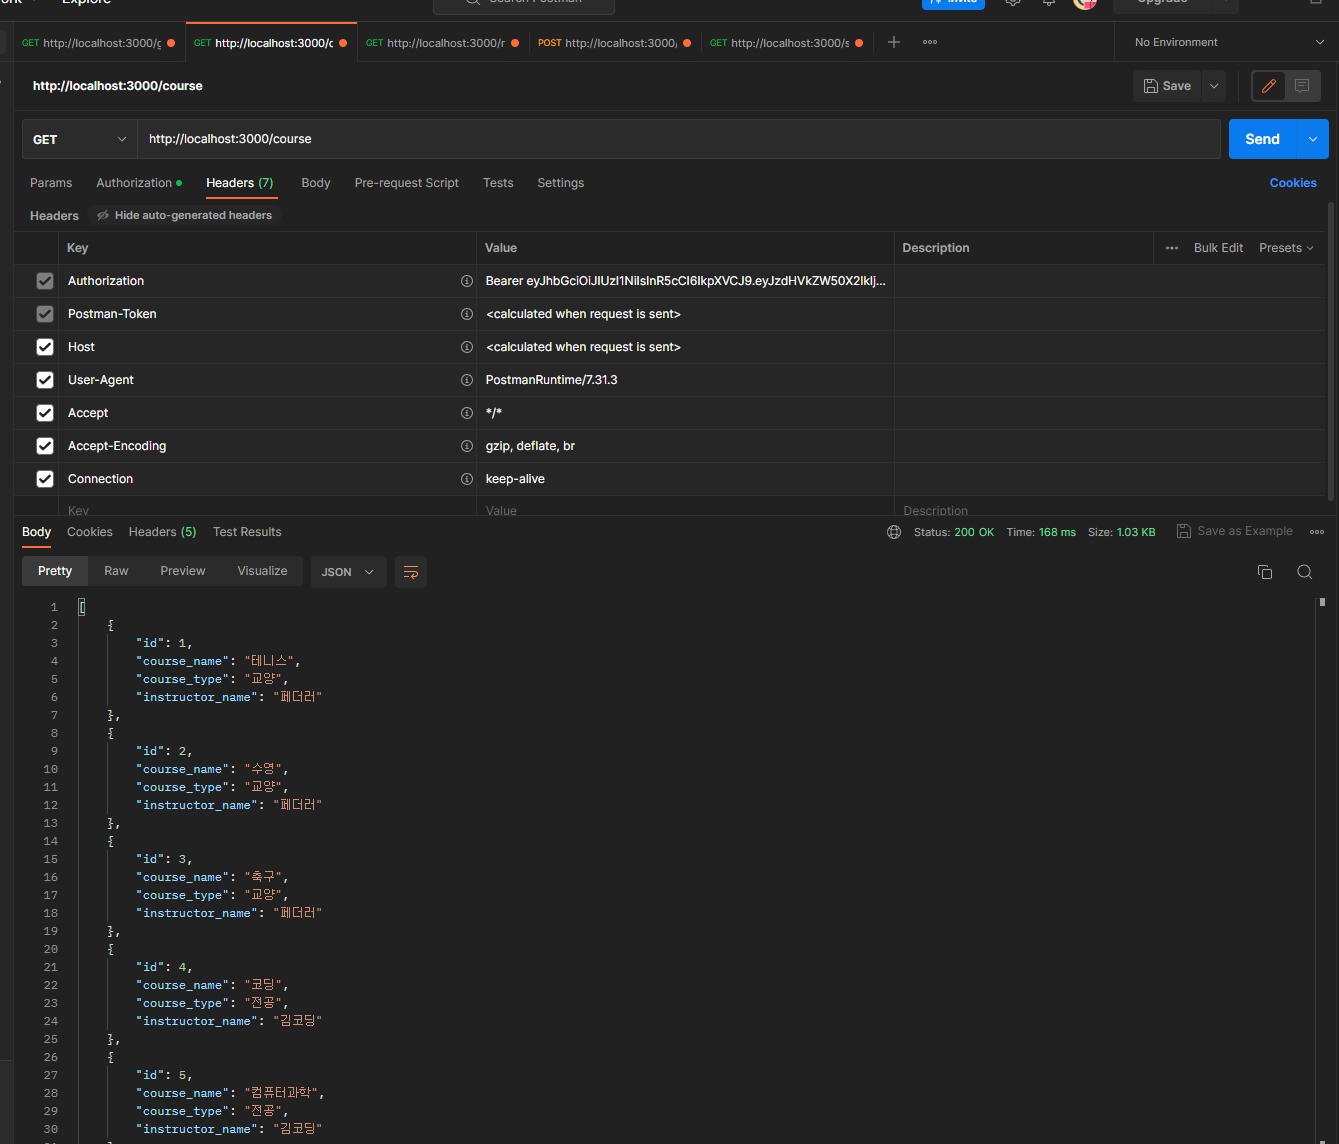 Explore
Search Postman
Invite
Upgrade
GET http://localhost:3000/g
GET http://localhost:3000/c
GET http://localhost:3000/r
POST http://localhost:3000/
GET http://localhost:3000/s
No Environment
http://localhost:3000/course
Save
GET
http://localhost:3000/course
Send
Params
Authorization
Headers (7)
Body
Pre-request Script
Tests
Settings
Cookies
Headers
Hide auto-generated headers
Key
Value
Description
Bulk Edit
Presets
Authorization
Bearer eyJhbGciOiJIUzI1NiIsInR5cCI6IkpXVCJ9.eyJzdHVkZW50X2lkIj...
Postman-Token
<calculated when request is sent>
Host
<calculated when request is sent>
User-Agent
PostmanRuntime/7.31.3
Accept
*/*
Accept-Encoding
gzip, deflate, br
Connection
keep-alive
Key
Value
Description
Body
Cookies
Headers (5)
Test Results
Status: 200 OK
Time: 168 ms
Size: 1.03 KB
Save as Example
Pretty
Raw
Preview
Visualize
JSON
1 [
2 {
3 "id": 1,
4 "course_name": "테니스",
5 "course_type": "교양",
6 "instructor_name": "페더러"
7 },
8 {
9 "id": 2,
10 "course_name": "수영",
11 "course_type": "교양",
12 "instructor_name": "페더러"
13 },
14 {
15 "id": 3,
16 "course_name": "축구",
17 "course_type": "교양",
18 "instructor_name": "페더러"
19 },
20 {
21 "id": 4,
22 "course_name": "코딩",
23 "course_type": "전공",
24 "instructor_name": "김코딩"
25 },
26 {
27 "id": 5,
28 "course_name": "컴퓨터과학",
29 "course_type": "전공",
30 "instructor_name": "김코딩"